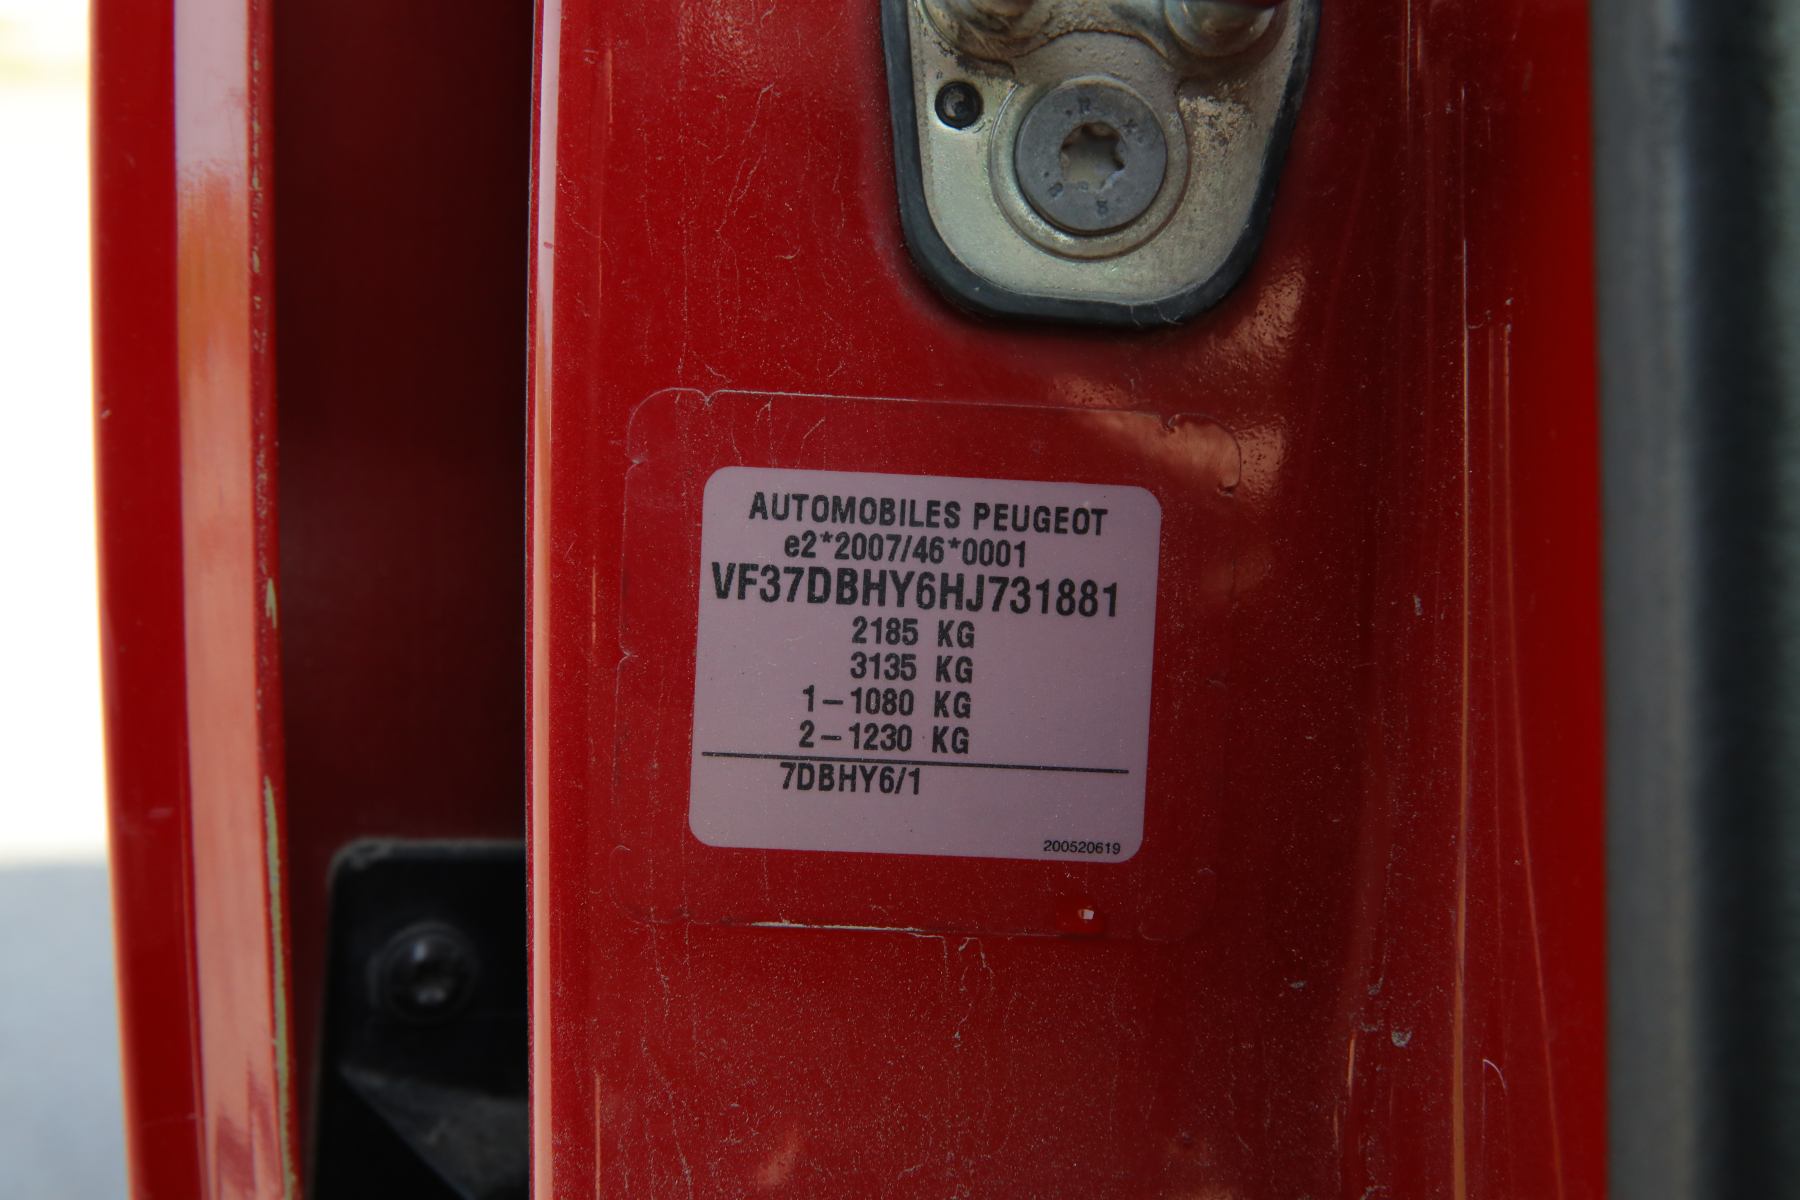 AUTOMOBILES PEUGEOT
e2*2007/46*0001
VF37DBHY6HJ731881
2185 KG
3135 KG
1-1080 KG
2-1230 KG
7DBHY6/1
200520619